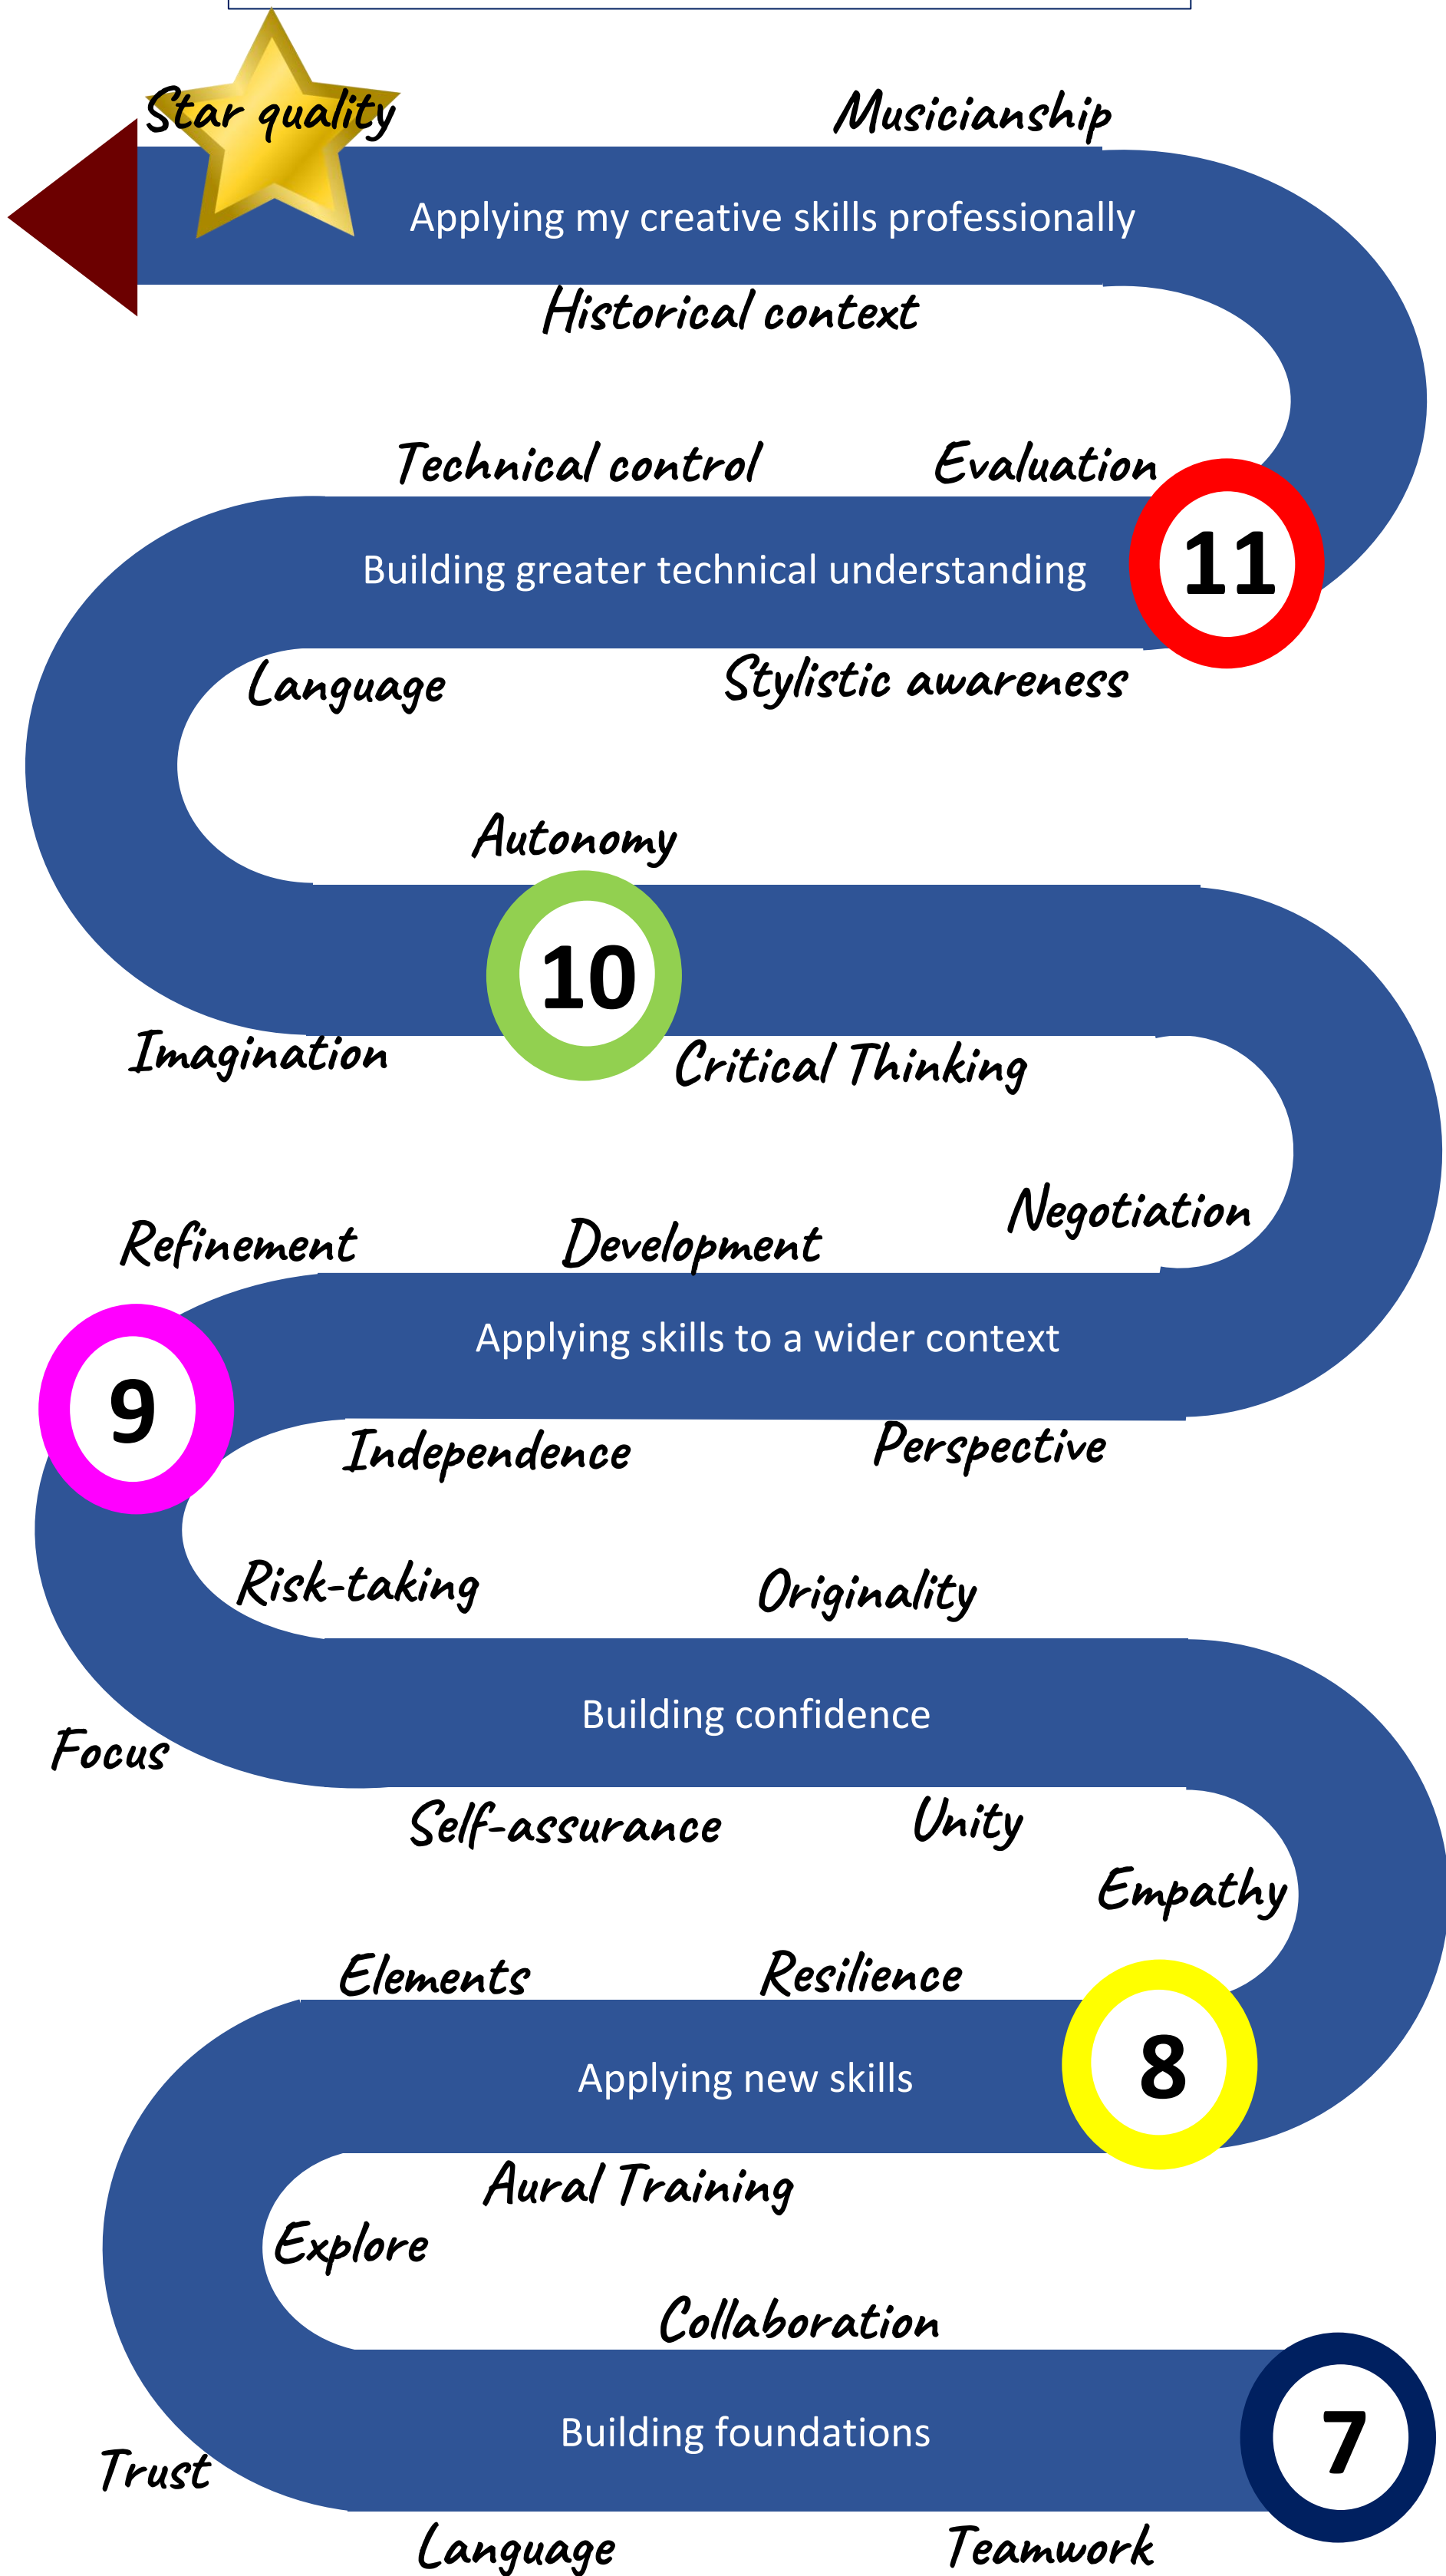 Star quality
Musicianship
Applying my creative skills professionally
Historical context
Technical control
Evaluation
Building greater technical understanding
11
Language
Stylistic awareness
Autonomy
10
Imagination
Critical Thinking
Negotiation
Refinement
Development
Applying skills to a wider context
9
Independence
Perspective
Risk-taking
Originality
Building confidence
Focus
Self-assurance
Unity
Empathy
Elements
Resilience
Applying new skills
8
Aural Training
Explore
Collaboration
Building foundations
7
Trust
Language
Teamwork